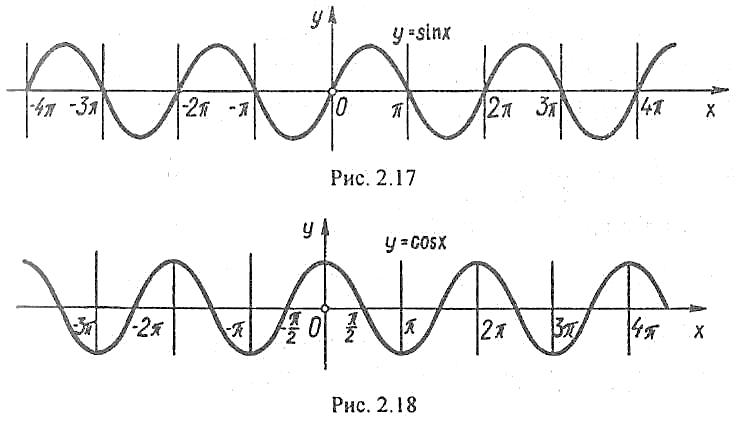 y
y=sinx
-4π -3π -2π -π 0 π 2π 3π 4π x
Рис. 2.17
y
y=cosx
-3π -2π -π -π/2 0 π/2 π 2π 3π 4π x
Рис. 2.18